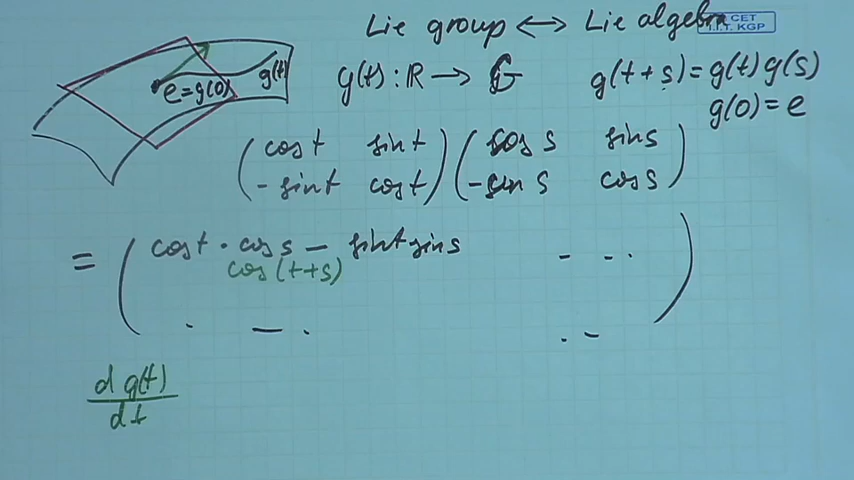 Lie group ↔ Lie algebra
CET
I.I.T. KGP
e=g(0) g(t)
g(t) : ℝ → G
g(t+s)=g(t)g(s)
g(0)=e
( cos t sin t ) ( cos s sin s )
( -sin t cos t ) ( -sin s cos s )
= ( cos t · cos s - sin t sin s - - - · )
cos(t+s)
. - . . -
d g(t)
dt